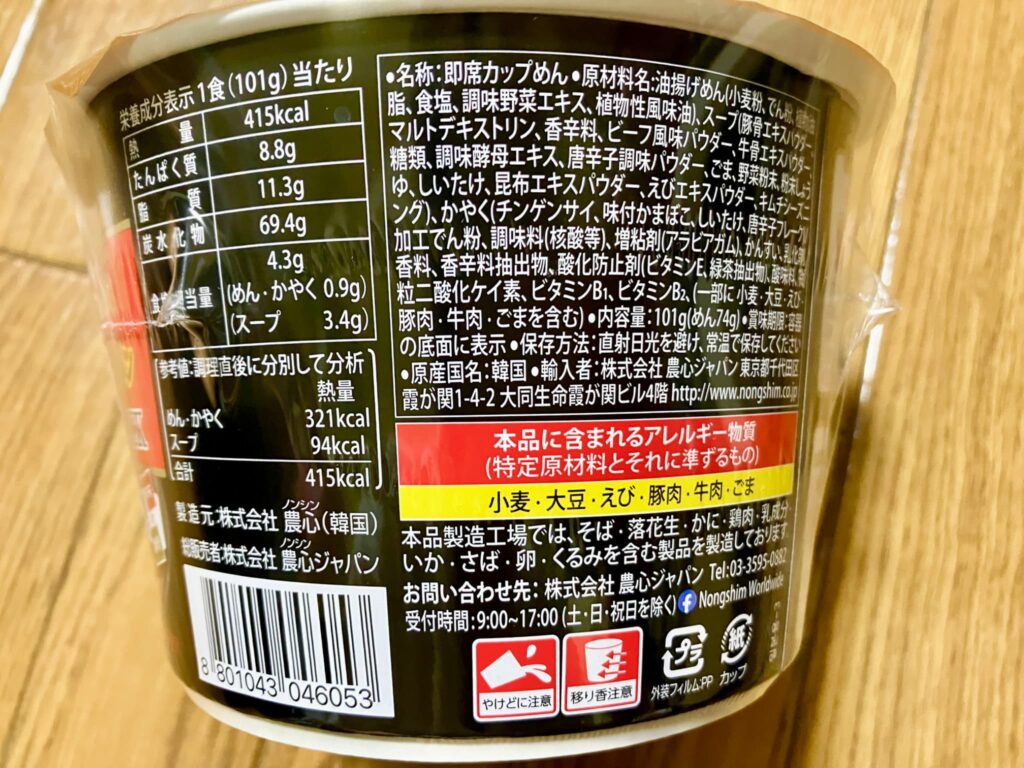 栄養成分表示 1食(101g)当たり
熱 量 415kcal
たんぱく質 8.8g
脂 質 11.3g
炭水化物 69.4g
食 相当量 4.3g
(めん・かやく 0.9g)
(スープ 3.4g)
参考値:調理直後に分別して分析
熱量
めん・かやく 321kcal
スープ 94kcal
合計 415kcal
ノンシン
製造元:株式会社 農心(韓国)
ノンシン
総販売者:株式会社 農心ジャパン
8 801043 046053
●名称:即席カップめん ●原材料名:油揚げめん(小麦粉、でん粉、
脂、食塩、調味野菜エキス、植物性風味油)、スープ(豚骨エキスパウダー、
マルトデキストリン、香辛料、ビーフ風味パウダー、牛骨エキスパウダー、
糖類、調味酵母エキス、唐辛子調味パウダー、ごま、野菜粉末、粉末しょう
ゆ、しいたけ、昆布エキスパウダー、えびエキスパウダー、キムチシーズニ
ング)、かやく(チンゲンサイ、味付かまぼこ、しいたけ、唐辛子フレーク)/
加工でん粉、調味料(核酸等)、増粘剤(アラビアガム)、かんすい、乳化剤、
香料、香辛料抽出物、酸化防止剤(ビタミンE、緑茶抽出物)、酸味料、
粒二酸化ケイ素、ビタミンB₁、ビタミンB₂、(一部に小麦・大豆・えび・
豚肉・牛肉・ごまを含む) ●内容量:101g(めん74g) ●賞味期限:容器
の底面に表示 ●保存方法:直射日光を避け、常温で保存してください
●原産国名:韓国 ●輸入者:株式会社 農心ジャパン 東京都千代田区
霞が関1-4-2 大同生命霞が関ビル4階 http://www.nongshim.co.jp
本品に含まれるアレルギー物質
(特定原材料とそれに準ずるもの)
小麦・大豆・えび・豚肉・牛肉・ごま
本品製造工場では、そば・落花生・かに・鶏肉・乳成分・
いか・さば・卵・くるみを含む製品を製造しております。
お問い合わせ先: 株式会社 農心ジャパン Tel:03-3595-0882
受付時間:9:00~17:00 (土・日・祝日を除く) f Nongshim Worldwide
やけどに注意
移り香注意
プラ
外装フィルム:PP
紙
カップ